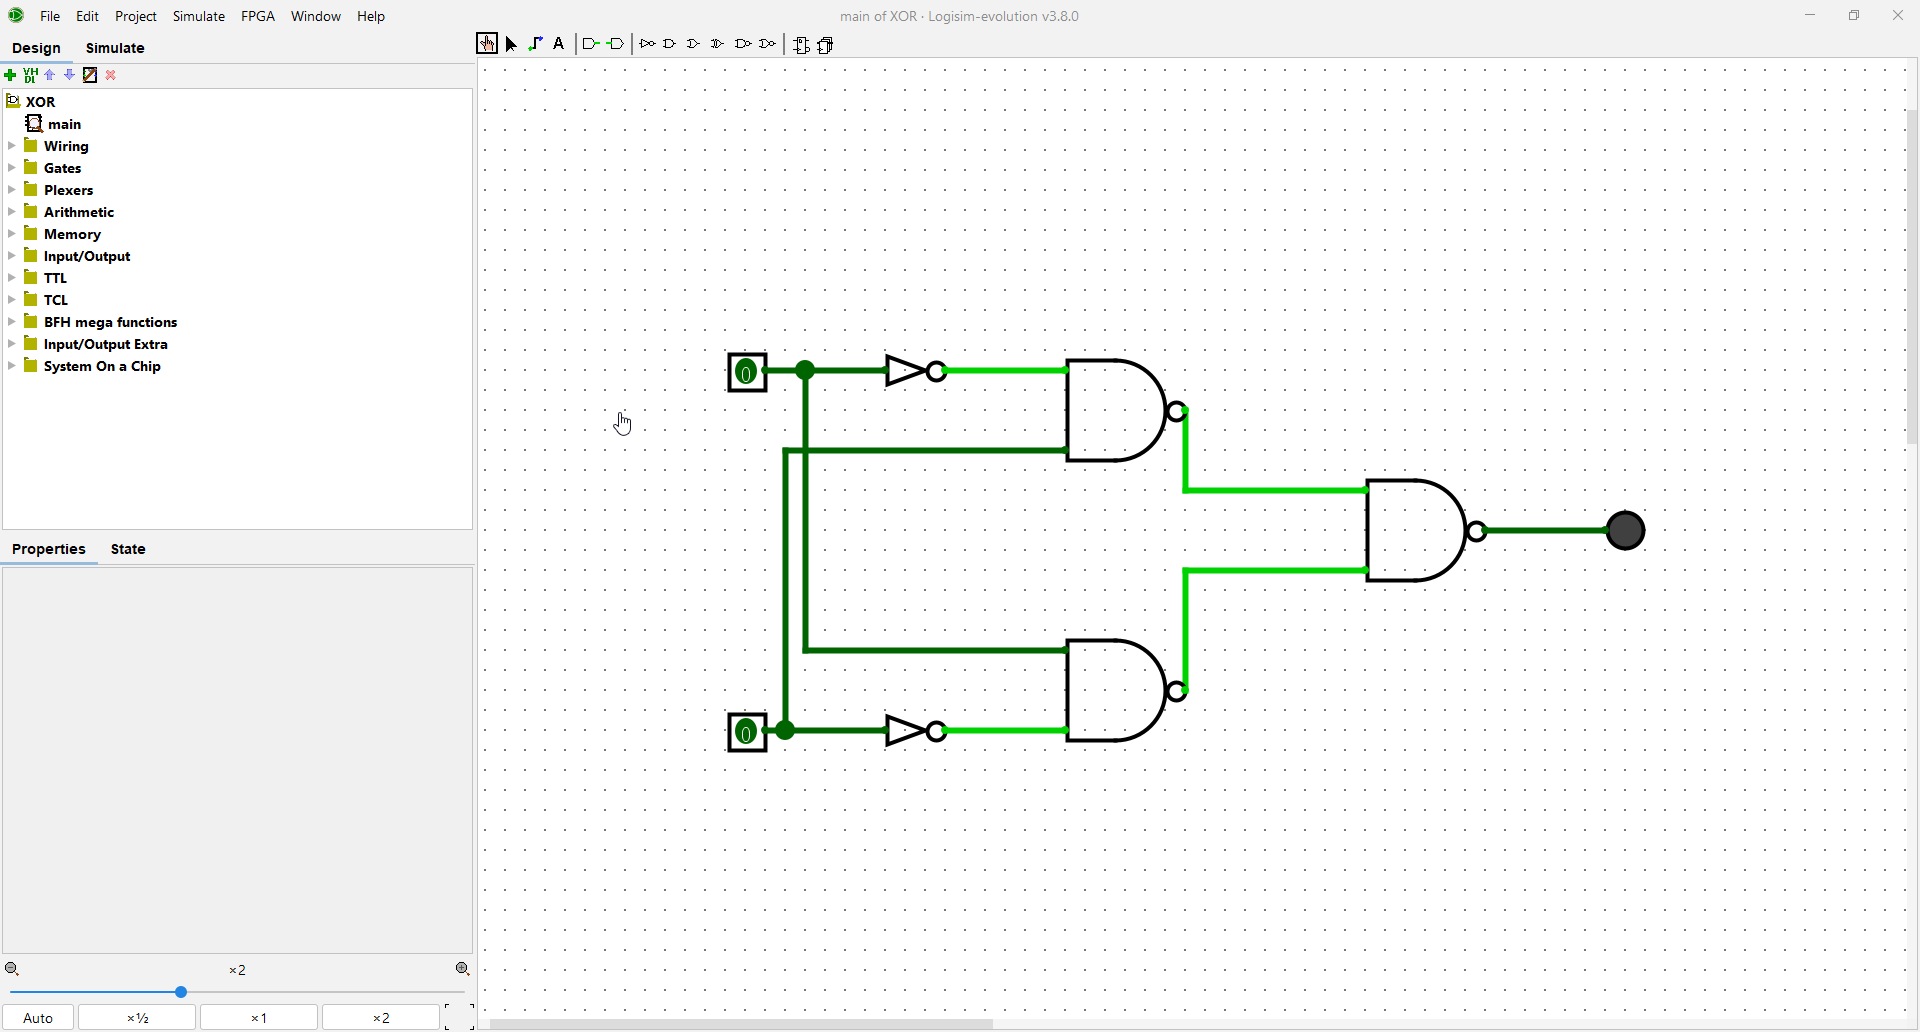 File Edit Project Simulate FPGA Window Help
main of XOR · Logisim-evolution v3.8.0
Design Simulate
A
VH
DL
XOR
main
Wiring
Gates
Plexers
Arithmetic
Memory
Input/Output
TTL
TCL
BFH mega functions
Input/Output Extra
System On a Chip
0
0
Properties State
×2
Auto ×½ ×1 ×2